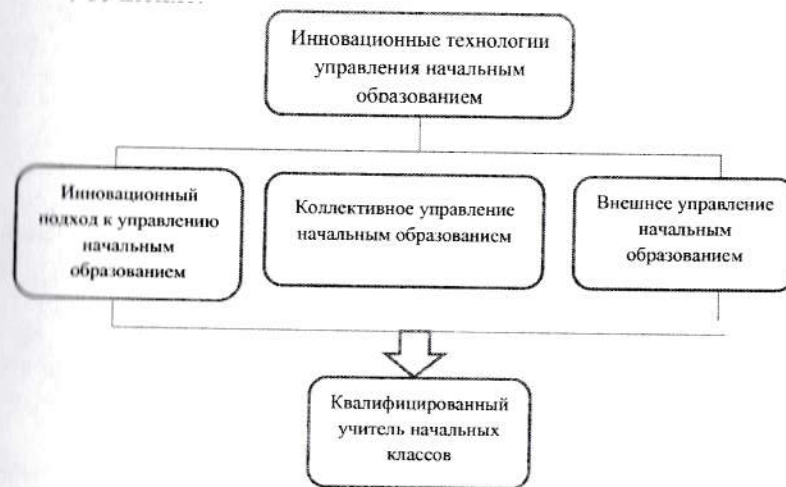 Инновационные технологии
управления начальным
образованием
Инновационный
подход к управлению
начальным
образованием
Коллективное управление
начальным образованием
Внешнее управление
начальным
образованием
Квалифицированный
учитель начальных
классов